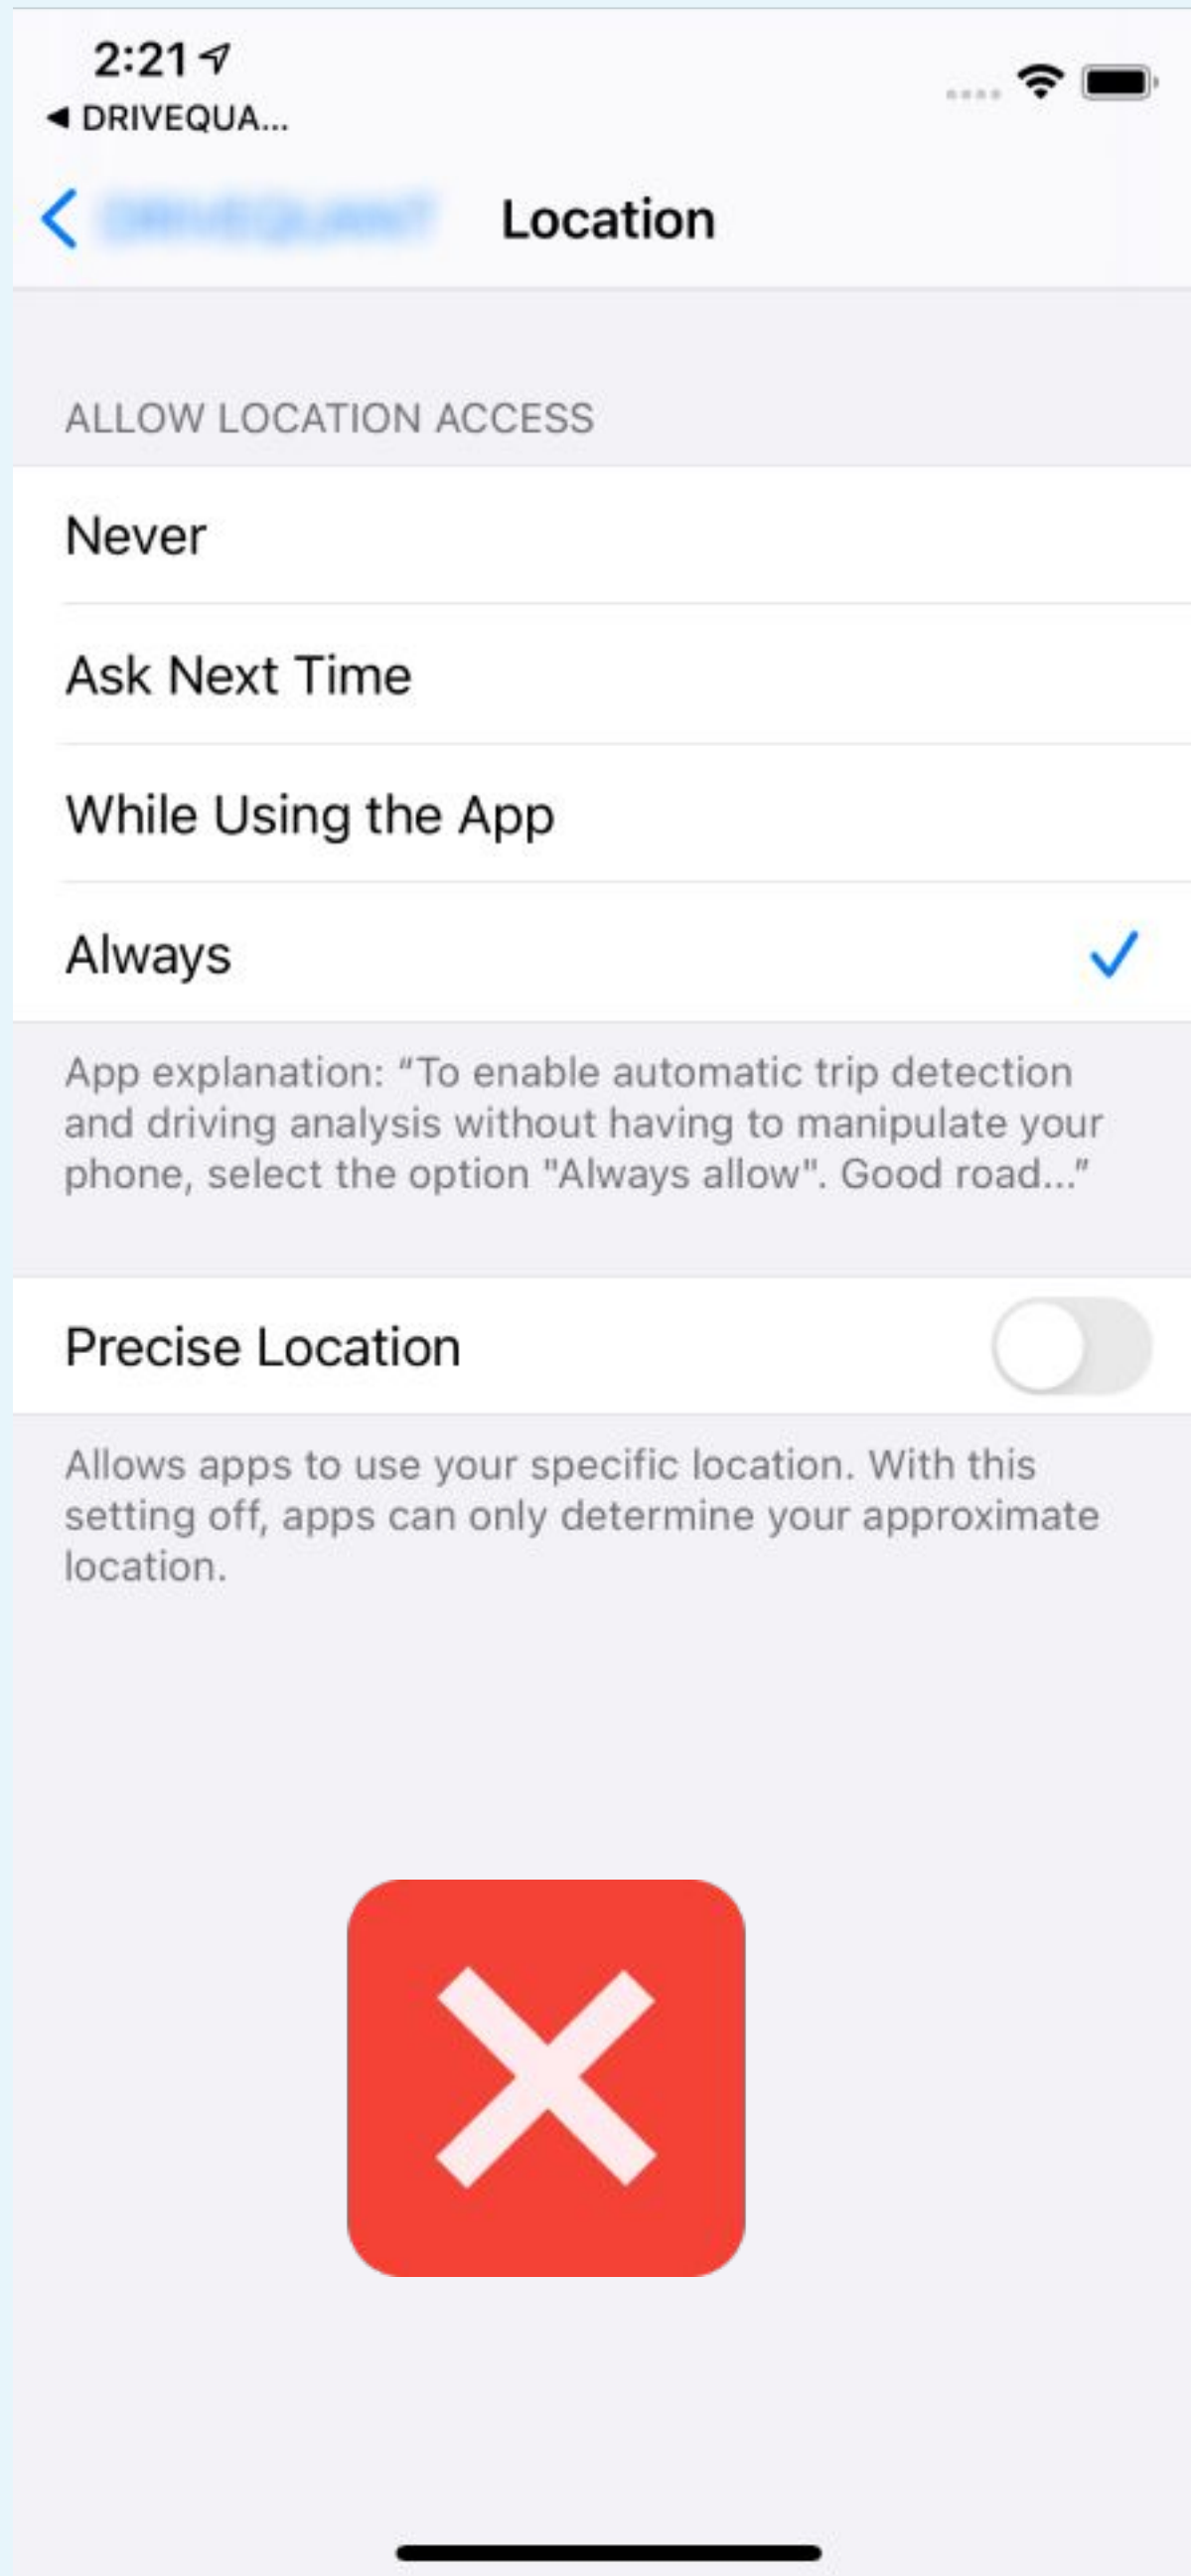 2:21
◀ DRIVEQUA...
Location
ALLOW LOCATION ACCESS
Never
Ask Next Time
While Using the App
Always
App explanation: “To enable automatic trip detection
and driving analysis without having to manipulate your
phone, select the option "Always allow". Good road...”
Precise Location
Allows apps to use your specific location. With this
setting off, apps can only determine your approximate
location.